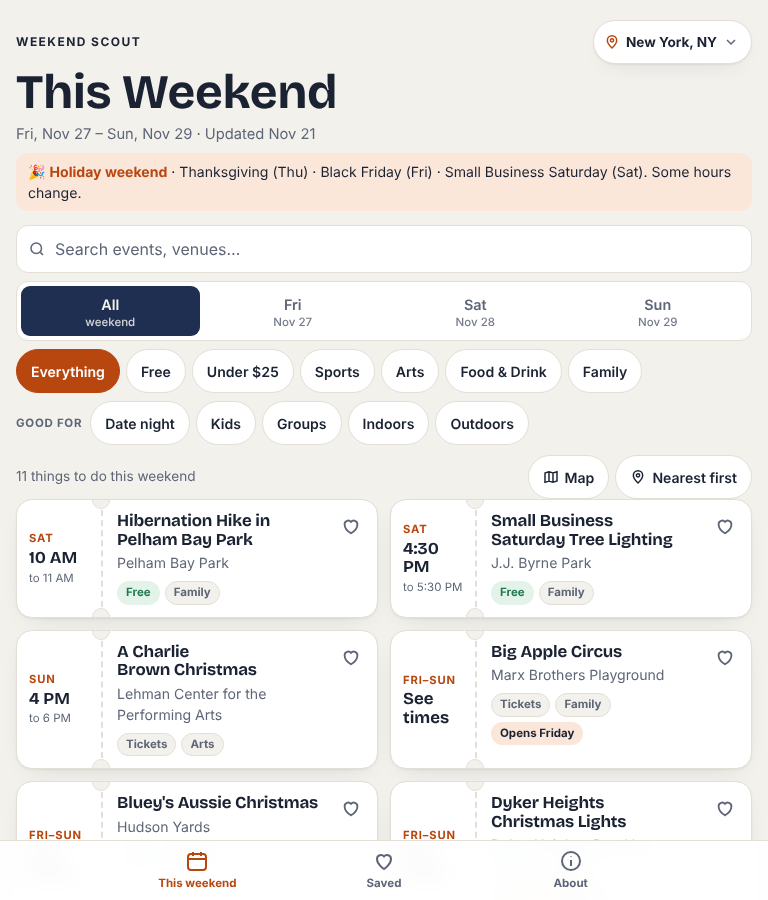 WEEKEND SCOUT
New York, NY
This Weekend
Fri, Nov 27 – Sun, Nov 29 · Updated Nov 21
🎉 Holiday weekend · Thanksgiving (Thu) · Black Friday (Fri) · Small Business Saturday (Sat). Some hours
change.
Search events, venues...
All
weekend
Fri
Nov 27
Sat
Nov 28
Sun
Nov 29
Everything
Free
Under $25
Sports
Arts
Food & Drink
Family
GOOD FOR
Date night
Kids
Groups
Indoors
Outdoors
11 things to do this weekend
Map
Nearest first
SAT
10 AM
to 11 AM
Hibernation Hike in
Pelham Bay Park
Pelham Bay Park
Free
Family
SAT
4:30
PM
to 5:30 PM
Small Business
Saturday Tree Lighting
J.J. Byrne Park
Free
Family
SUN
4 PM
to 6 PM
A Charlie
Brown Christmas
Lehman Center for the
Performing Arts
Tickets
Arts
FRI–SUN
See
times
Big Apple Circus
Marx Brothers Playground
Tickets
Family
Opens Friday
FRI–SUN
Bluey's Aussie Christmas
Hudson Yards
FRI–SUN
Dyker Heights
Christmas Lights
This weekend
Saved
About